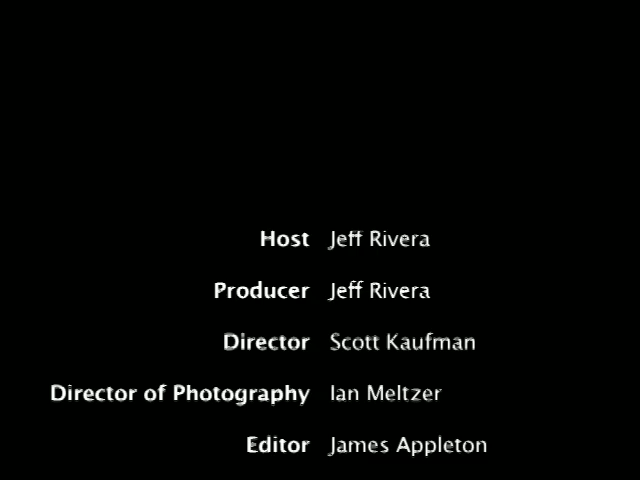 Host Jeff Rivera
Producer Jeff Rivera
Director Scott Kaufman
Director of Photography Ian Meltzer
Editor James Appleton